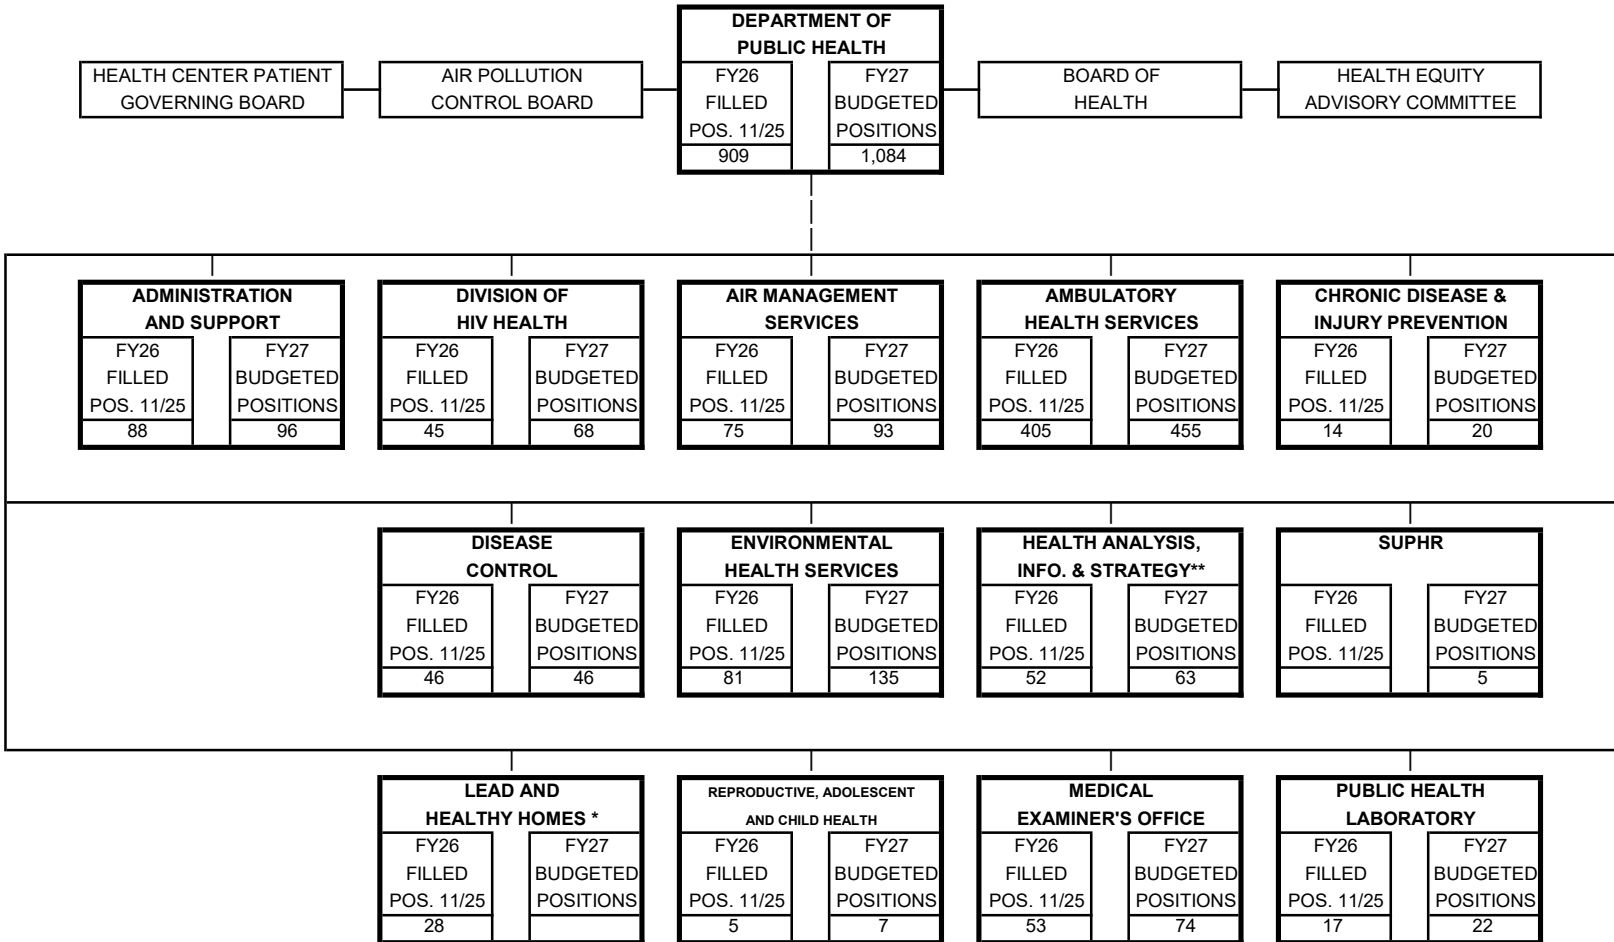 DEPARTMENT OF
PUBLIC HEALTH
HEALTH CENTER PATIENT
GOVERNING BOARD
AIR POLLUTION
CONTROL BOARD
FY26
FILLED
POS. 11/25
909
FY27
BUDGETED
POSITIONS
1,084
BOARD OF
HEALTH
HEALTH EQUITY
ADVISORY COMMITTEE
ADMINISTRATION
AND SUPPORT
FY26
FILLED
POS. 11/25
88
FY27
BUDGETED
POSITIONS
96
DIVISION OF
HIV HEALTH
FY26
FILLED
POS. 11/25
45
FY27
BUDGETED
POSITIONS
68
AIR MANAGEMENT
SERVICES
FY26
FILLED
POS. 11/25
75
FY27
BUDGETED
POSITIONS
93
AMBULATORY
HEALTH SERVICES
FY26
FILLED
POS. 11/25
405
FY27
BUDGETED
POSITIONS
455
CHRONIC DISEASE &
INJURY PREVENTION
FY26
FILLED
POS. 11/25
14
FY27
BUDGETED
POSITIONS
20
DISEASE
CONTROL
FY26
FILLED
POS. 11/25
46
FY27
BUDGETED
POSITIONS
46
ENVIRONMENTAL
HEALTH SERVICES
FY26
FILLED
POS. 11/25
81
FY27
BUDGETED
POSITIONS
135
HEALTH ANALYSIS,
INFO. & STRATEGY**
FY26
FILLED
POS. 11/25
52
FY27
BUDGETED
POSITIONS
63
SUPHR
FY26
FILLED
POS. 11/25
FY27
BUDGETED
POSITIONS
5
LEAD AND
HEALTHY HOMES *
FY26
FILLED
POS. 11/25
28
FY27
BUDGETED
POSITIONS
REPRODUCTIVE, ADOLESCENT
AND CHILD HEALTH
FY26
FILLED
POS. 11/25
5
FY27
BUDGETED
POSITIONS
7
MEDICAL
EXAMINER'S OFFICE
FY26
FILLED
POS. 11/25
53
FY27
BUDGETED
POSITIONS
74
PUBLIC HEALTH
LABORATORY
FY26
FILLED
POS. 11/25
17
FY27
BUDGETED
POSITIONS
22